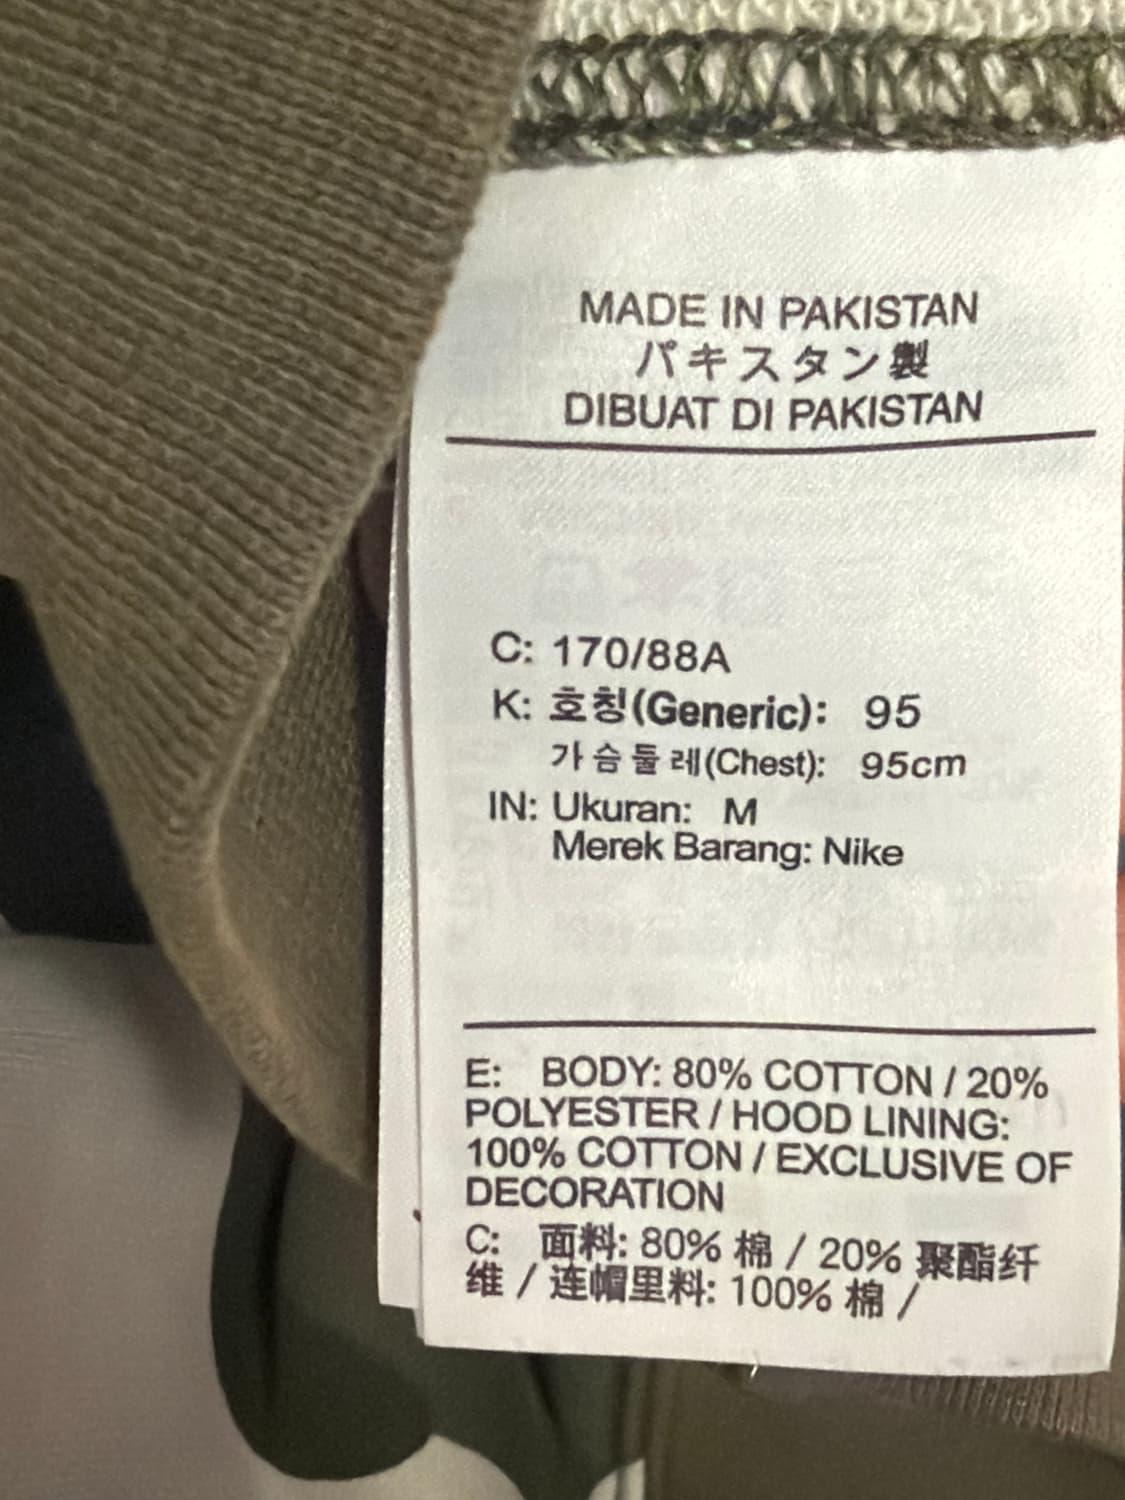 MADE IN PAKISTAN
パキスタン製
DIBUAT DI PAKISTAN
C: 170/88A
K: 호칭(Generic): 95
가슴둘레(Chest): 95cm
IN: Ukuran: M
Merek Barang: Nike
E: BODY: 80% COTTON / 20%
POLYESTER / HOOD LINING:
100% COTTON / EXCLUSIVE OF
DECORATION
C: 面料: 80% 棉 / 20% 聚酯纤
维 / 连帽里料: 100% 棉 /